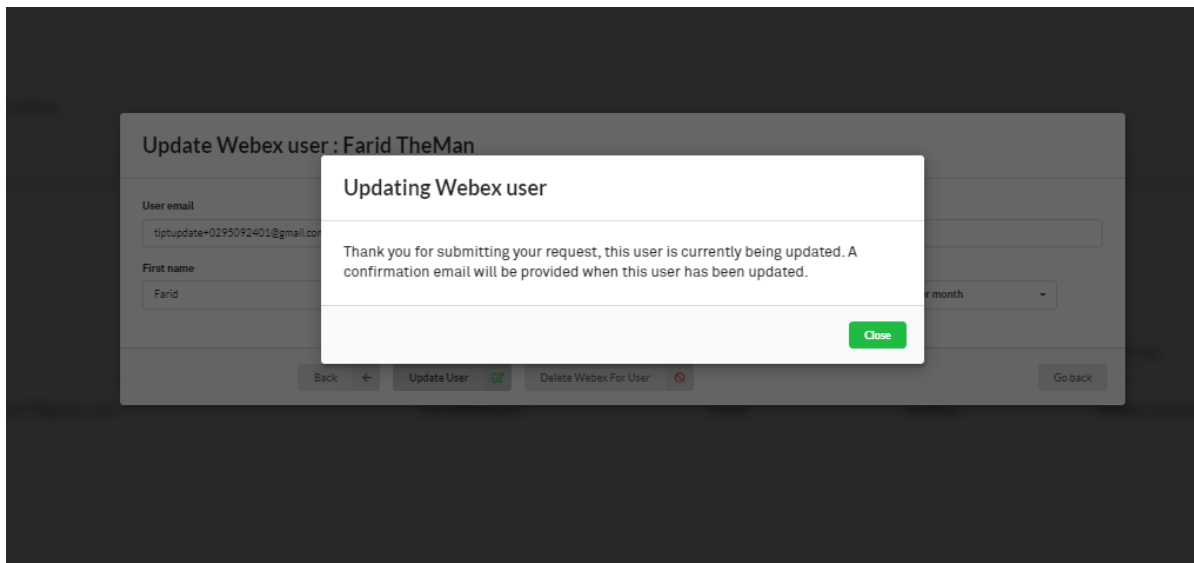 Update Webex user : Farid TheMan
Updating Webex user
User email
tiptupdate+0295092401@gmail.com
Thank you for submitting your request, this user is currently being updated. A
confirmation email will be provided when this user has been updated.
First name
Farid
month
Close
Back
Update User
Delete Webex For User
Go back